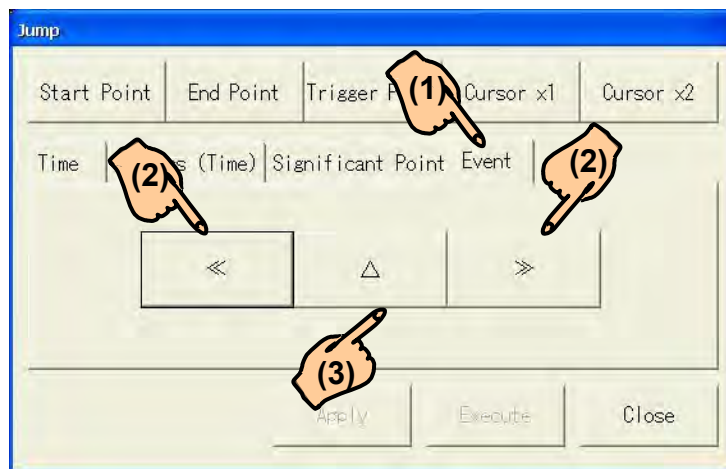 Jump
Start Point End Point Trigger (1) Cursor x1 Cursor x2
Time (2) (Time) Significant Point Event (2)
≪ △ ≫
(3)
Apply Execute Close